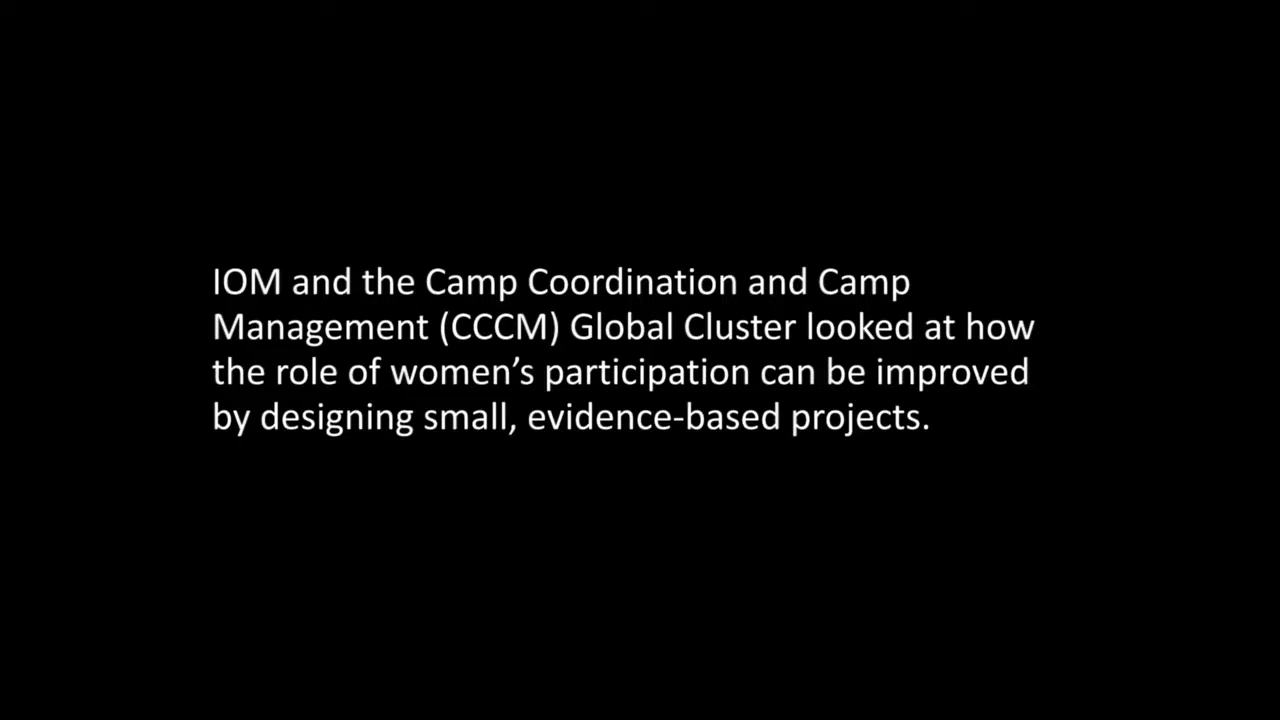 IOM and the Camp Coordination and Camp
Management (CCCM) Global Cluster looked at how
the role of women’s participation can be improved
by designing small, evidence-based projects.